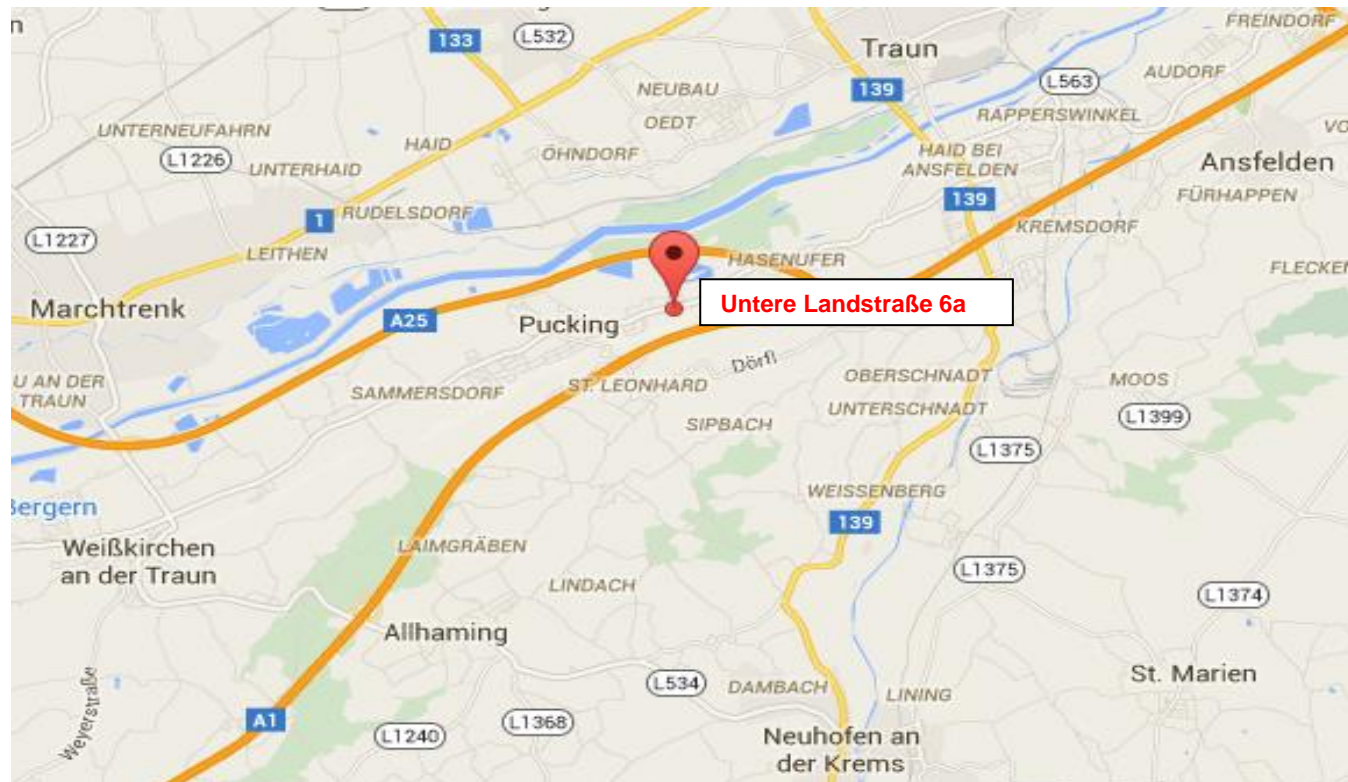 FREINDORF
133
L532
Traun
139
L563
AUDORF
NEUBAU
OEDT
RAPPERSWINKEL
UNTERNEUFAHRN
HAID
L1226
UNTERHAID
ÖHNDORF
HAID BEI
ANSFELDEN
Ansfelden
139
FÜRHAPPEN
1
RUDELSDORF
KREMSDORF
L1227
LEITHEN
HASENUFER
FLECKEN
Marchtrenk
A25
Pucking
Untere Landstraße 6a
Dörfl
U AN DER
TRAUN
SAMMERSDORF
ST. LEONHARD
OBERSCHNADT
MOOS
UNTERSCHNADT
L1399
SIPBACH
L1375
WEISSENBERG
139
Bergern
Weißkirchen
an der Traun
LAIMGRÄBEN
LINDACH
L1375
L1374
Allhaming
Weyerstraße
L534
DAMBACH
LINING
St. Marien
A1
L1240
L1368
Neuhofen an
der Krems